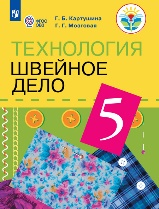 Г. Б. Картушина
Г. Г. Мозговая
ТЕХНОЛОГИЯ
ШВЕЙНОЕ
ДЕЛО
5